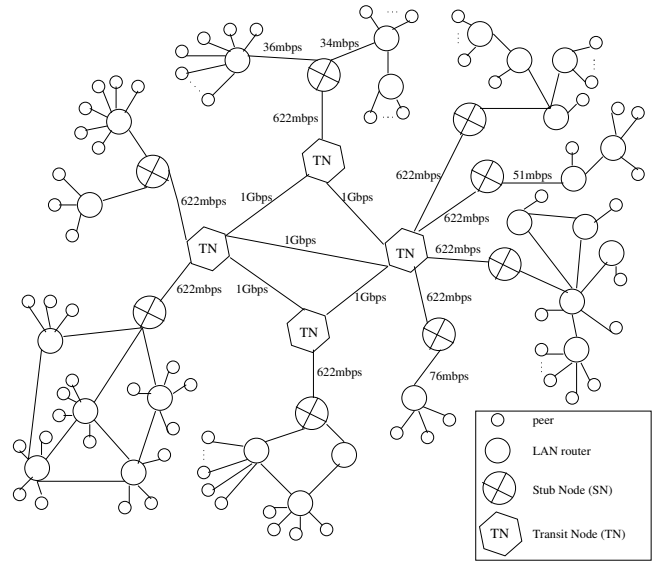 36mbps
34mbps
622mbps
TN
622mbps
1Gbps
1Gbps
622mbps
51mbps
622mbps
TN
1Gbps
TN
622mbps
622mbps
1Gbps
1Gbps
622mbps
TN
622mbps
76mbps
peer
LAN router
Stub Node (SN)
TN
Transit Node (TN)